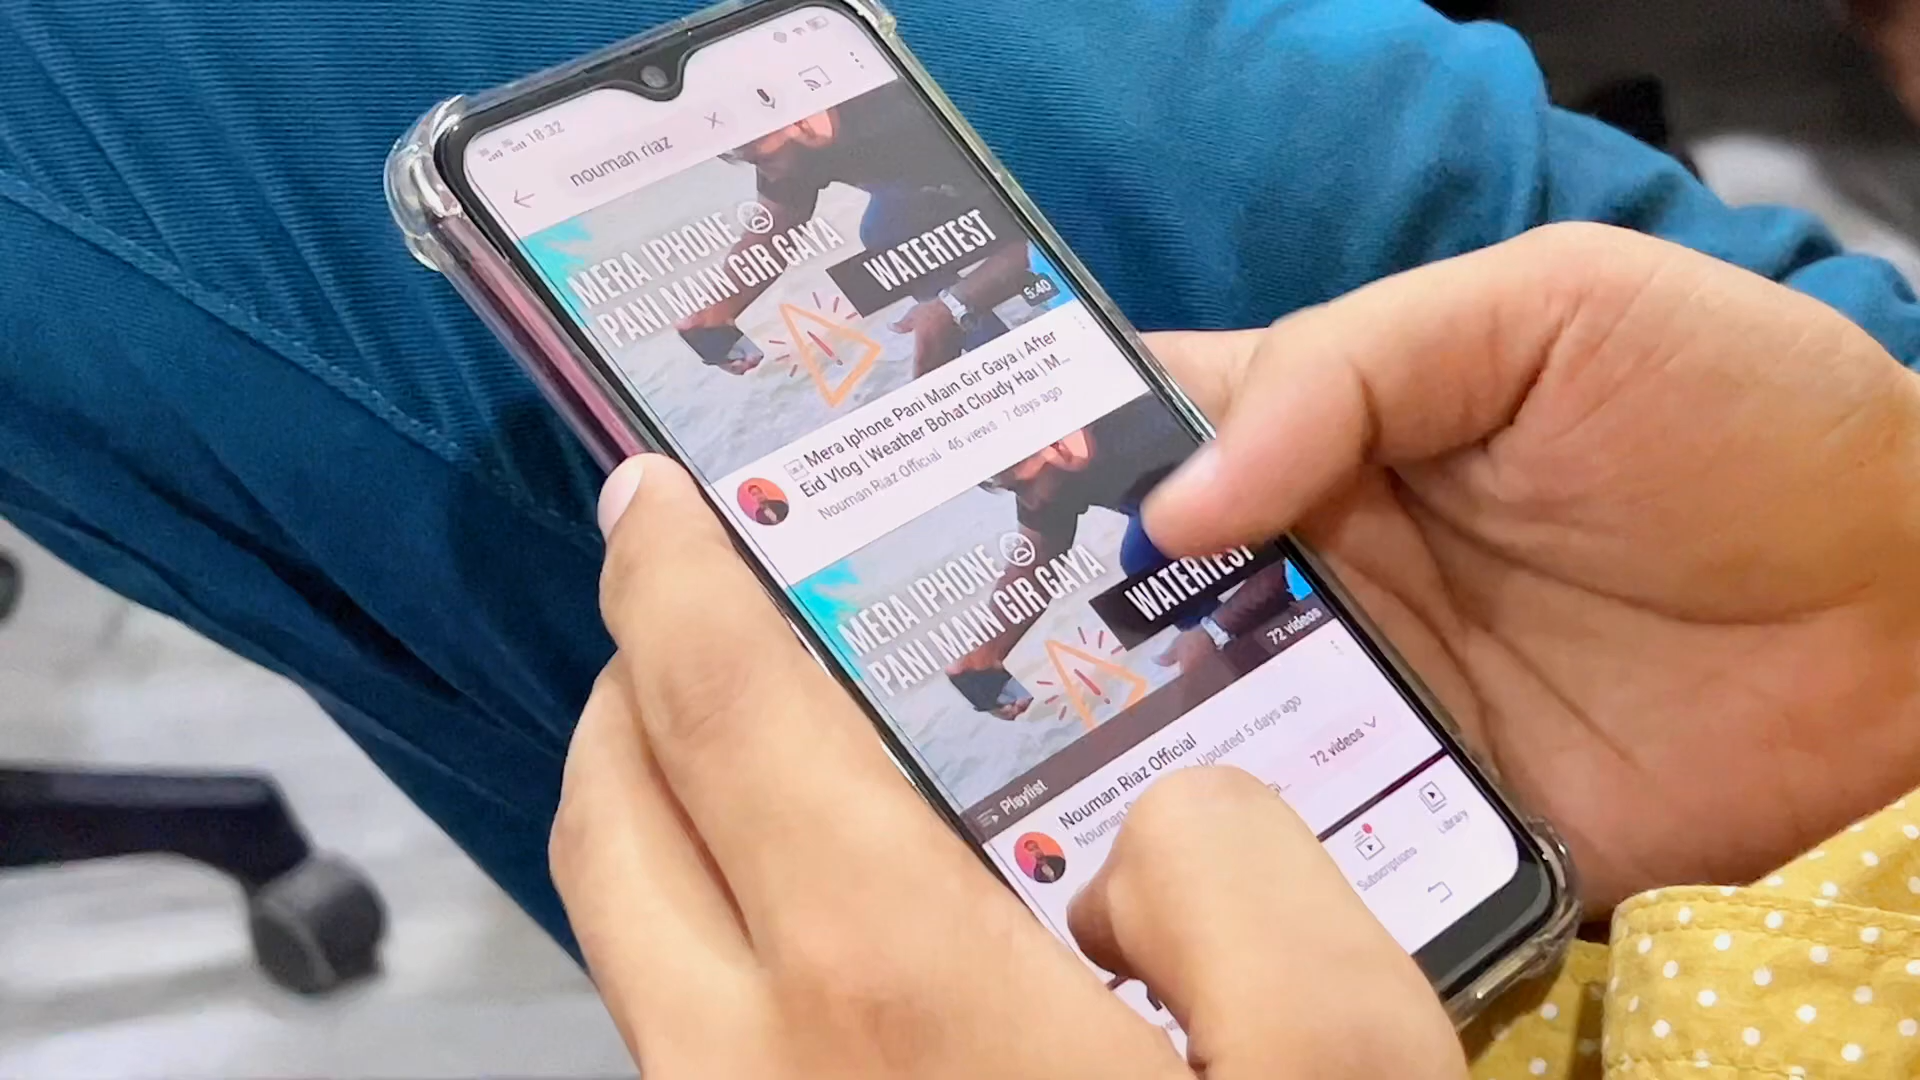 18:32
nouman riaz
MERA IPHONE
PANI MAIN GIR GAYA
WATERTEST
5:40
Mera Iphone Pani Main Gir Gaya | After
Eid Vlog | Weather Bohat Cloudy Hai | M...
Nouman Riaz Official 46 views 7 days ago
MERA IPHONE
PANI MAIN GIR GAYA
WATERTEST
72 videos
Playlist
Nouman Riaz Official
Nouman Updated 5 days ago
72 videos
Subscriptions
Library